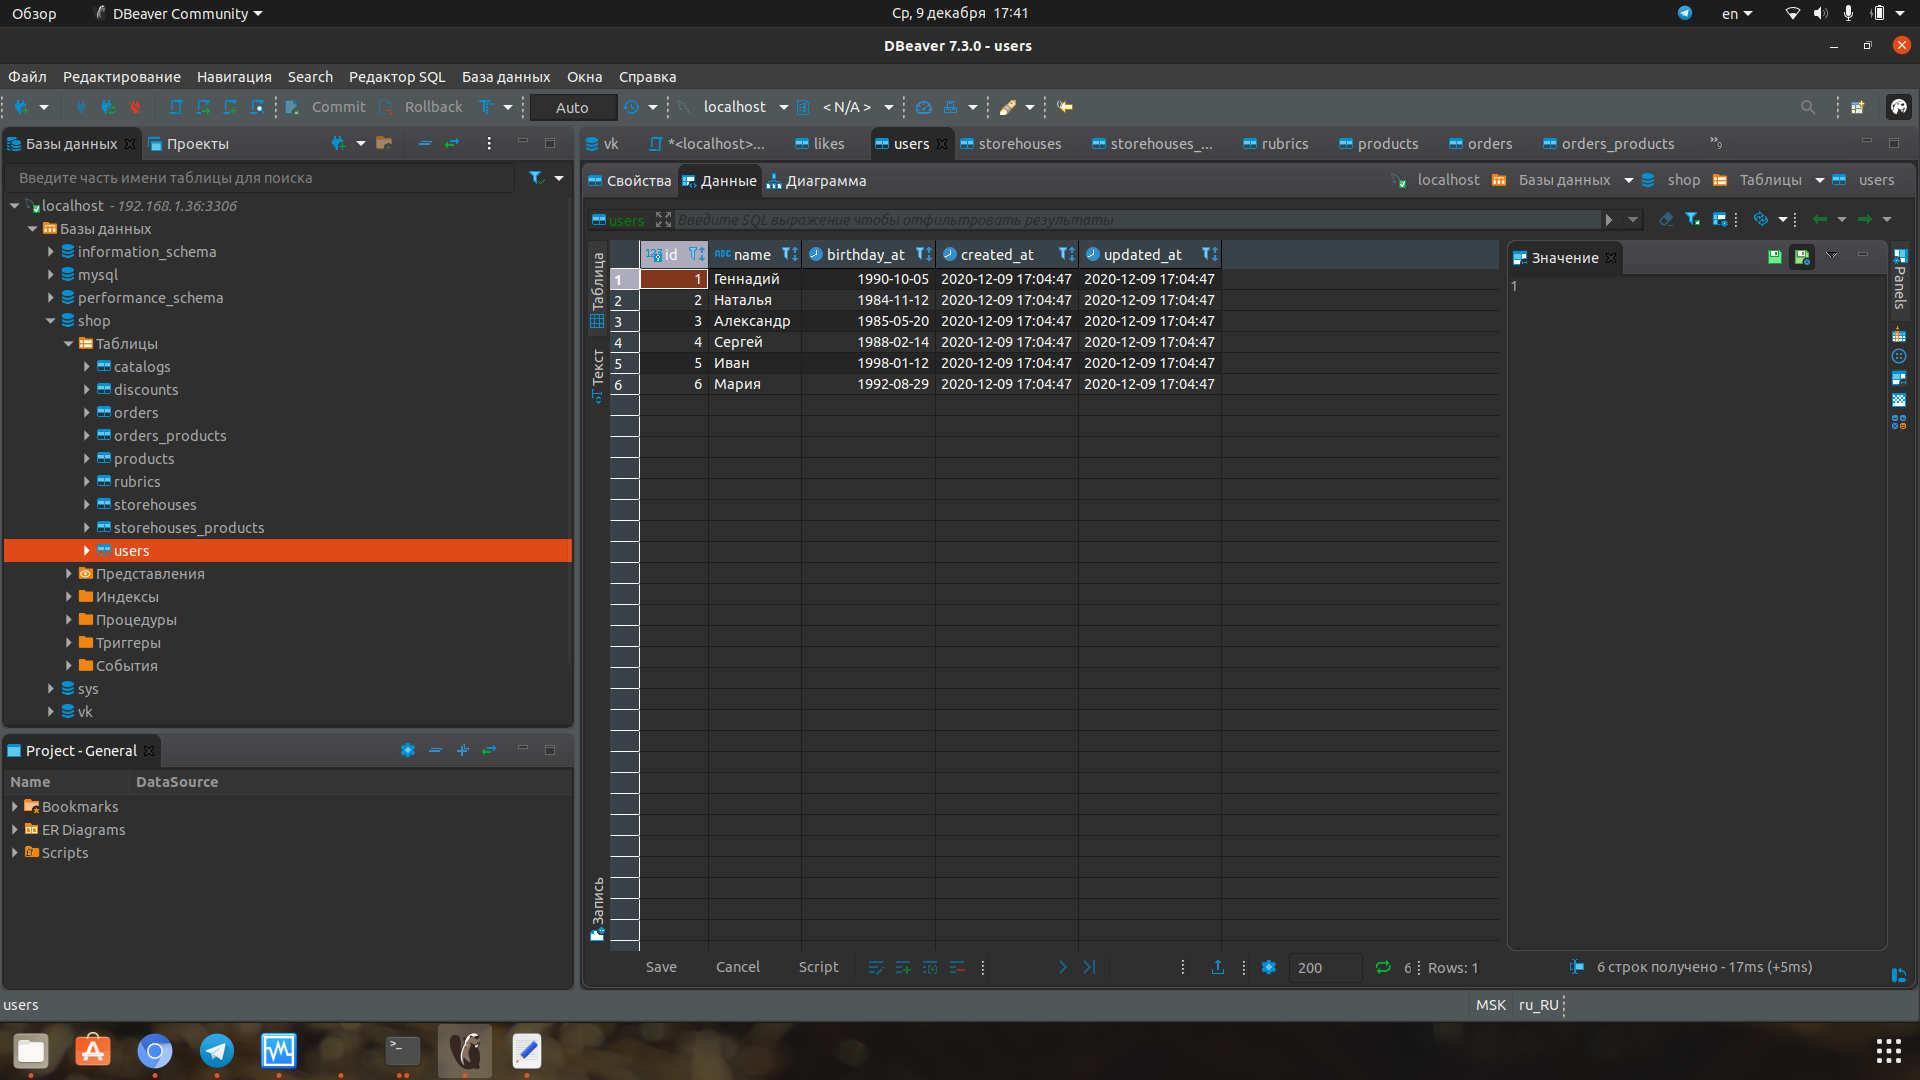 Обзор DBeaver Community Ср, 9 декабря 17:41 en
DBeaver 7.3.0 - users
Файл Редактирование Навигация Search Редактор SQL База данных Окна Справка
Commit Rollback Auto localhost < N/A >
Базы данных Проекты
vk *<localhost>... likes users storehouses storehouses_... rubrics products orders orders_products "9
Введите часть имени таблицы для поиска
Свойства Данные Диаграмма localhost Базы данных shop Таблицы users
localhost - 192.168.1.36:3306
Базы данных
information_schema
mysql
performance_schema
shop
Таблицы
catalogs
discounts
orders
orders_products
products
rubrics
storehouses
storehouses_products
users
Представления
Индексы
Процедуры
Триггеры
События
sys
vk
users Введите SQL выражение чтобы отфильтровать результаты
Таблица
Текст
Запись
123 id ABC name birthday_at created_at updated_at
1 1 Геннадий 1990-10-05 2020-12-09 17:04:47 2020-12-09 17:04:47
2 2 Наталья 1984-11-12 2020-12-09 17:04:47 2020-12-09 17:04:47
3 3 Александр 1985-05-20 2020-12-09 17:04:47 2020-12-09 17:04:47
4 4 Сергей 1988-02-14 2020-12-09 17:04:47 2020-12-09 17:04:47
5 5 Иван 1998-01-12 2020-12-09 17:04:47 2020-12-09 17:04:47
6 6 Мария 1992-08-29 2020-12-09 17:04:47 2020-12-09 17:04:47
Значение
1
Panels
Save Cancel Script 200 6 Rows: 1 6 строк получено - 17ms (+5ms)
Project - General
Name DataSource
Bookmarks
ER Diagrams
Scripts
users MSK ru_RU